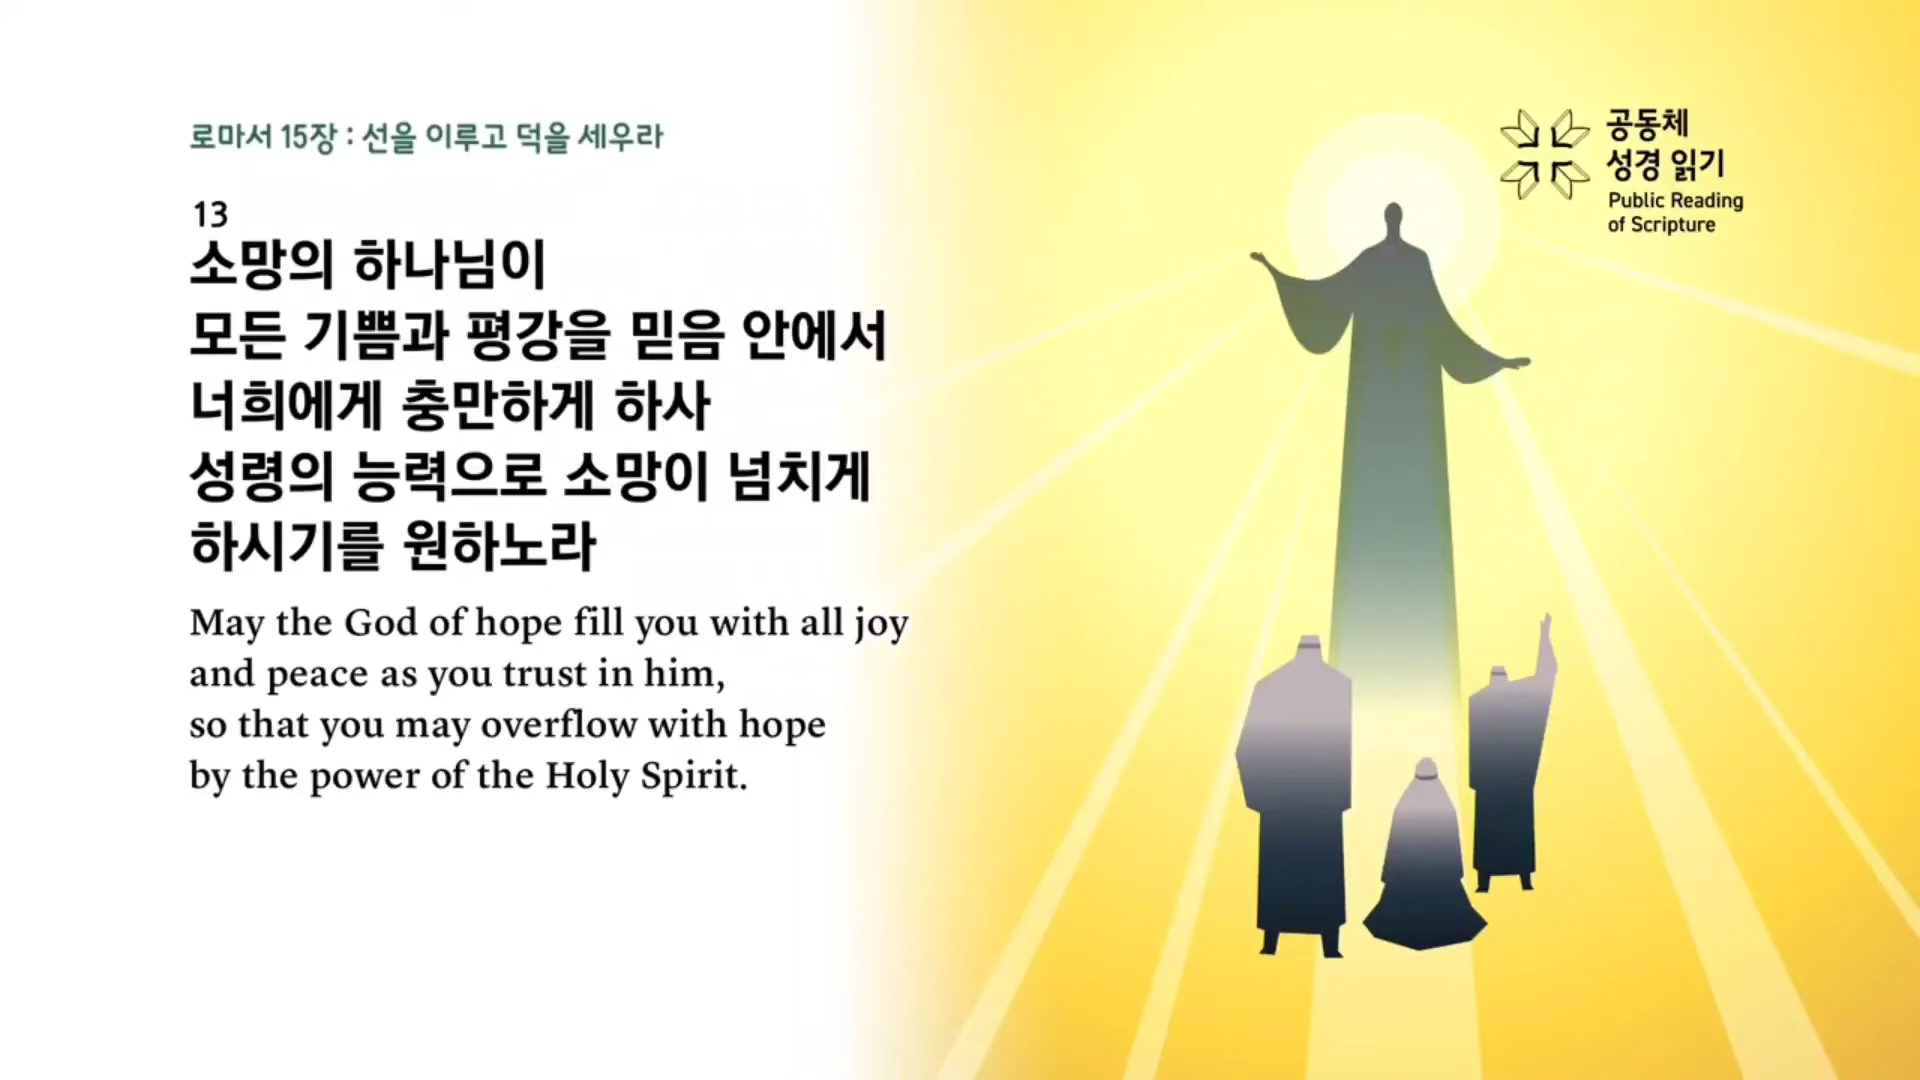 로마서 15장 : 선을 이루고 덕을 세우라
13
소망의 하나님이
모든 기쁨과 평강을 믿음 안에서
너희에게 충만하게 하사
성령의 능력으로 소망이 넘치게
하시기를 원하노라
May the God of hope fill you with all joy
and peace as you trust in him,
so that you may overflow with hope
by the power of the Holy Spirit.
공동체
성경 읽기
Public Reading
of Scripture